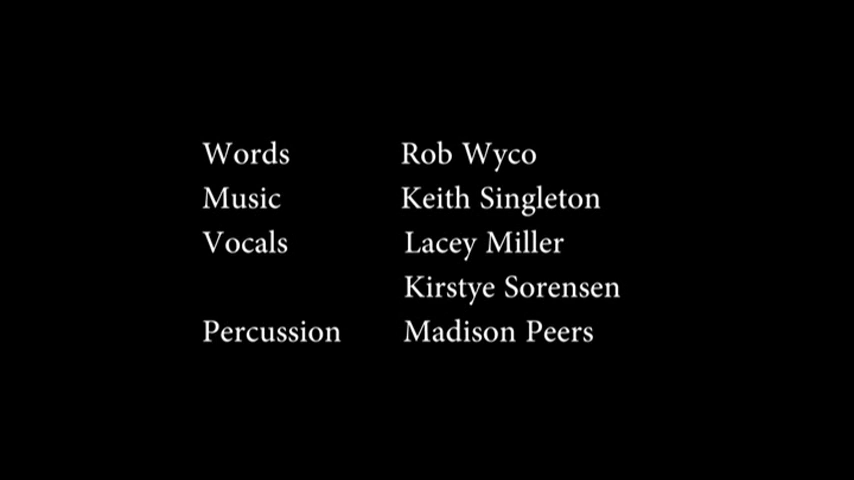 Words Rob Wyco
Music Keith Singleton
Vocals Lacey Miller
Kirstye Sorensen
Percussion Madison Peers